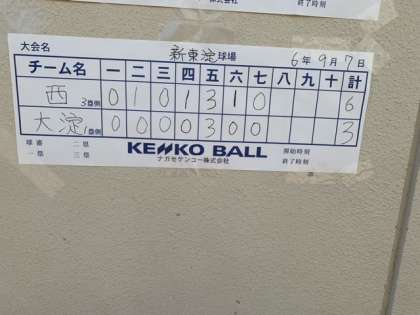 終了時刻
大会名 新東淀球場 6年9月7日
チーム名 一 二 三 四 五 六 七 八 九 十 計
西 3塁側 0 1 0 1 3 1 0 6
大淀 1塁側 0 0 0 0 3 0 0 3
球審 二塁 KENKO BALL 開始時刻
一塁 三塁 ナガセケンコー株式会社 終了時刻